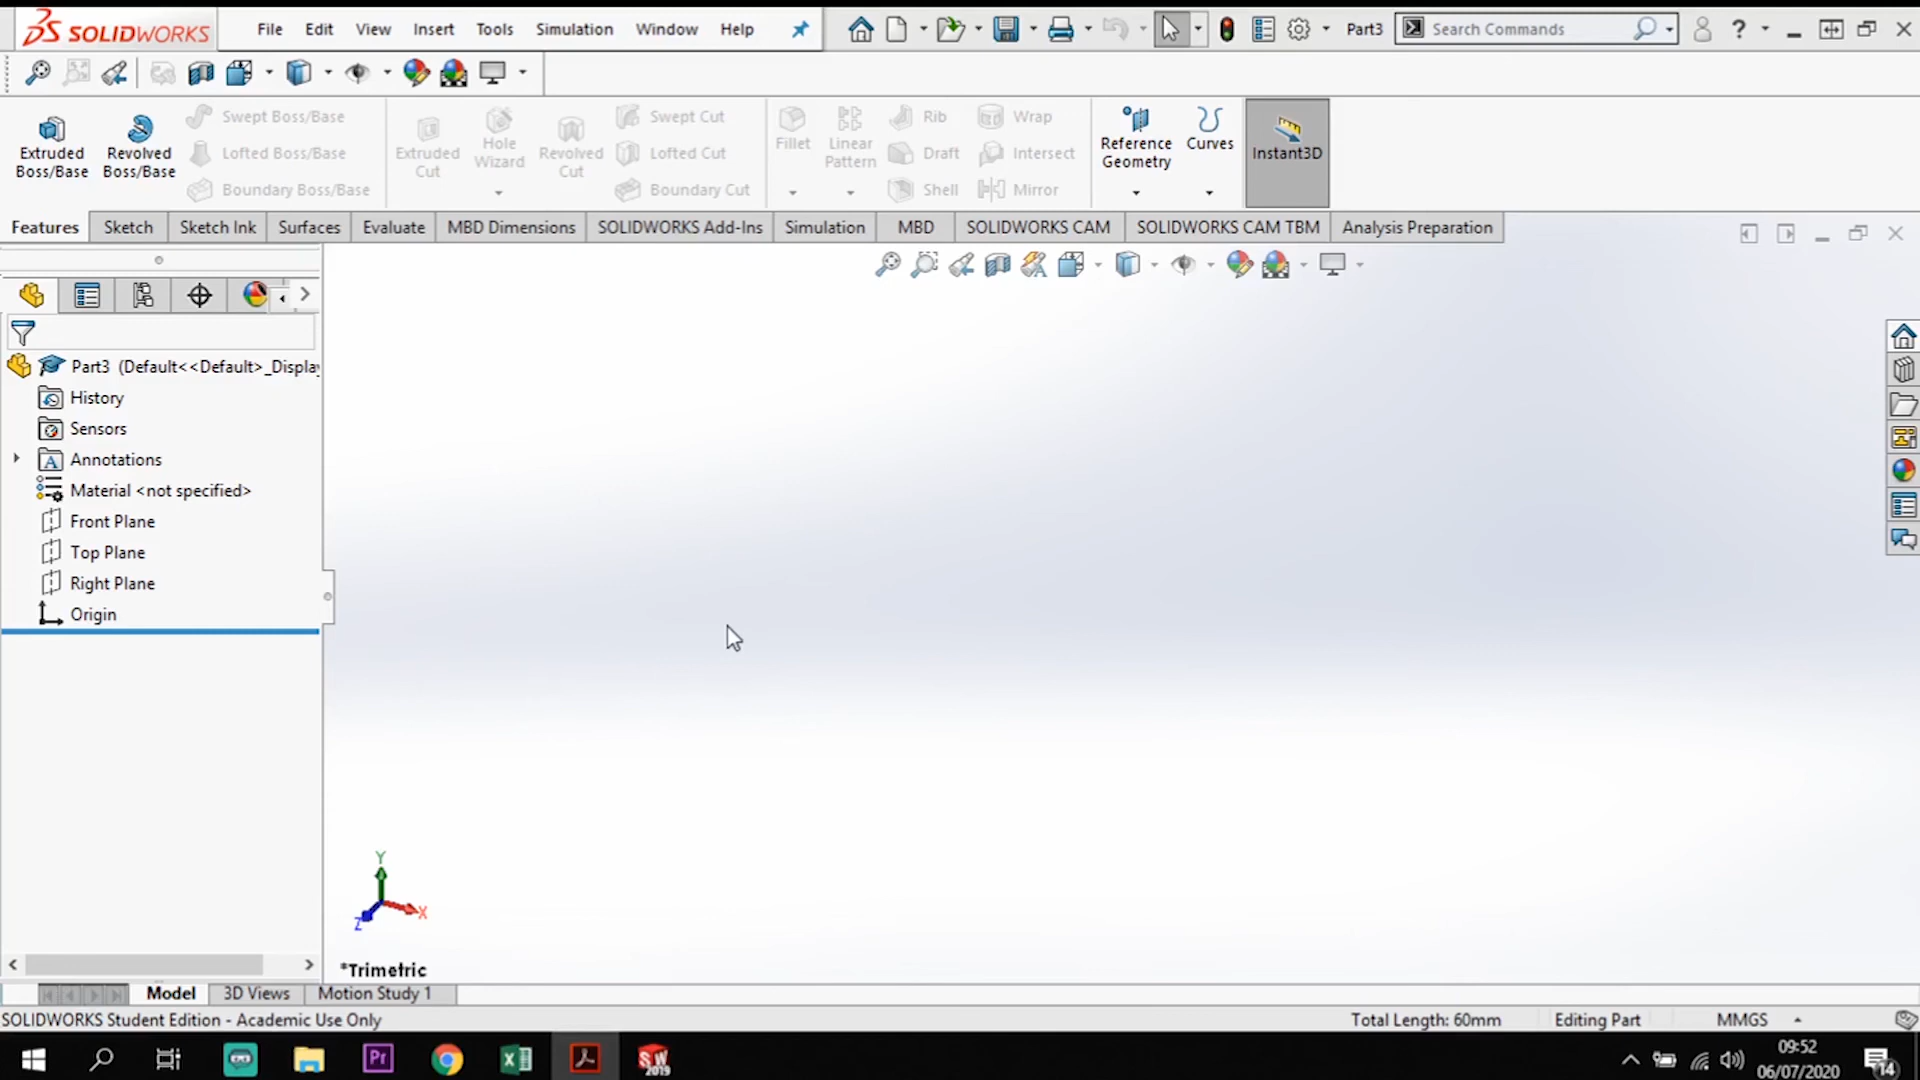 SOLIDWORKS File Edit View Insert Tools Simulation Window Help Part3 Search Commands ?
Extruded Boss/Base
Revolved Boss/Base
Swept Boss/Base
Lofted Boss/Base
Boundary Boss/Base
Extruded Cut
Hole Wizard
Revolved Cut
Swept Cut
Lofted Cut
Boundary Cut
Fillet
Linear Pattern
Rib
Draft
Shell
Wrap
Intersect
Mirror
Reference Geometry
Curves
Instant3D
Features Sketch Sketch Ink Surfaces Evaluate MBD Dimensions SOLIDWORKS Add-Ins Simulation MBD SOLIDWORKS CAM SOLIDWORKS CAM TBM Analysis Preparation
Part3 (Default<<Default>_Display
History
Sensors
A Annotations
Material <not specified>
Front Plane
Top Plane
Right Plane
Origin
Y
X
Z
*Trimetric
Model 3D Views Motion Study 1
SOLIDWORKS Student Edition - Academic Use Only Total Length: 60mm Editing Part MMGS
Pr SW 2019 09:52
06/07/2020 14